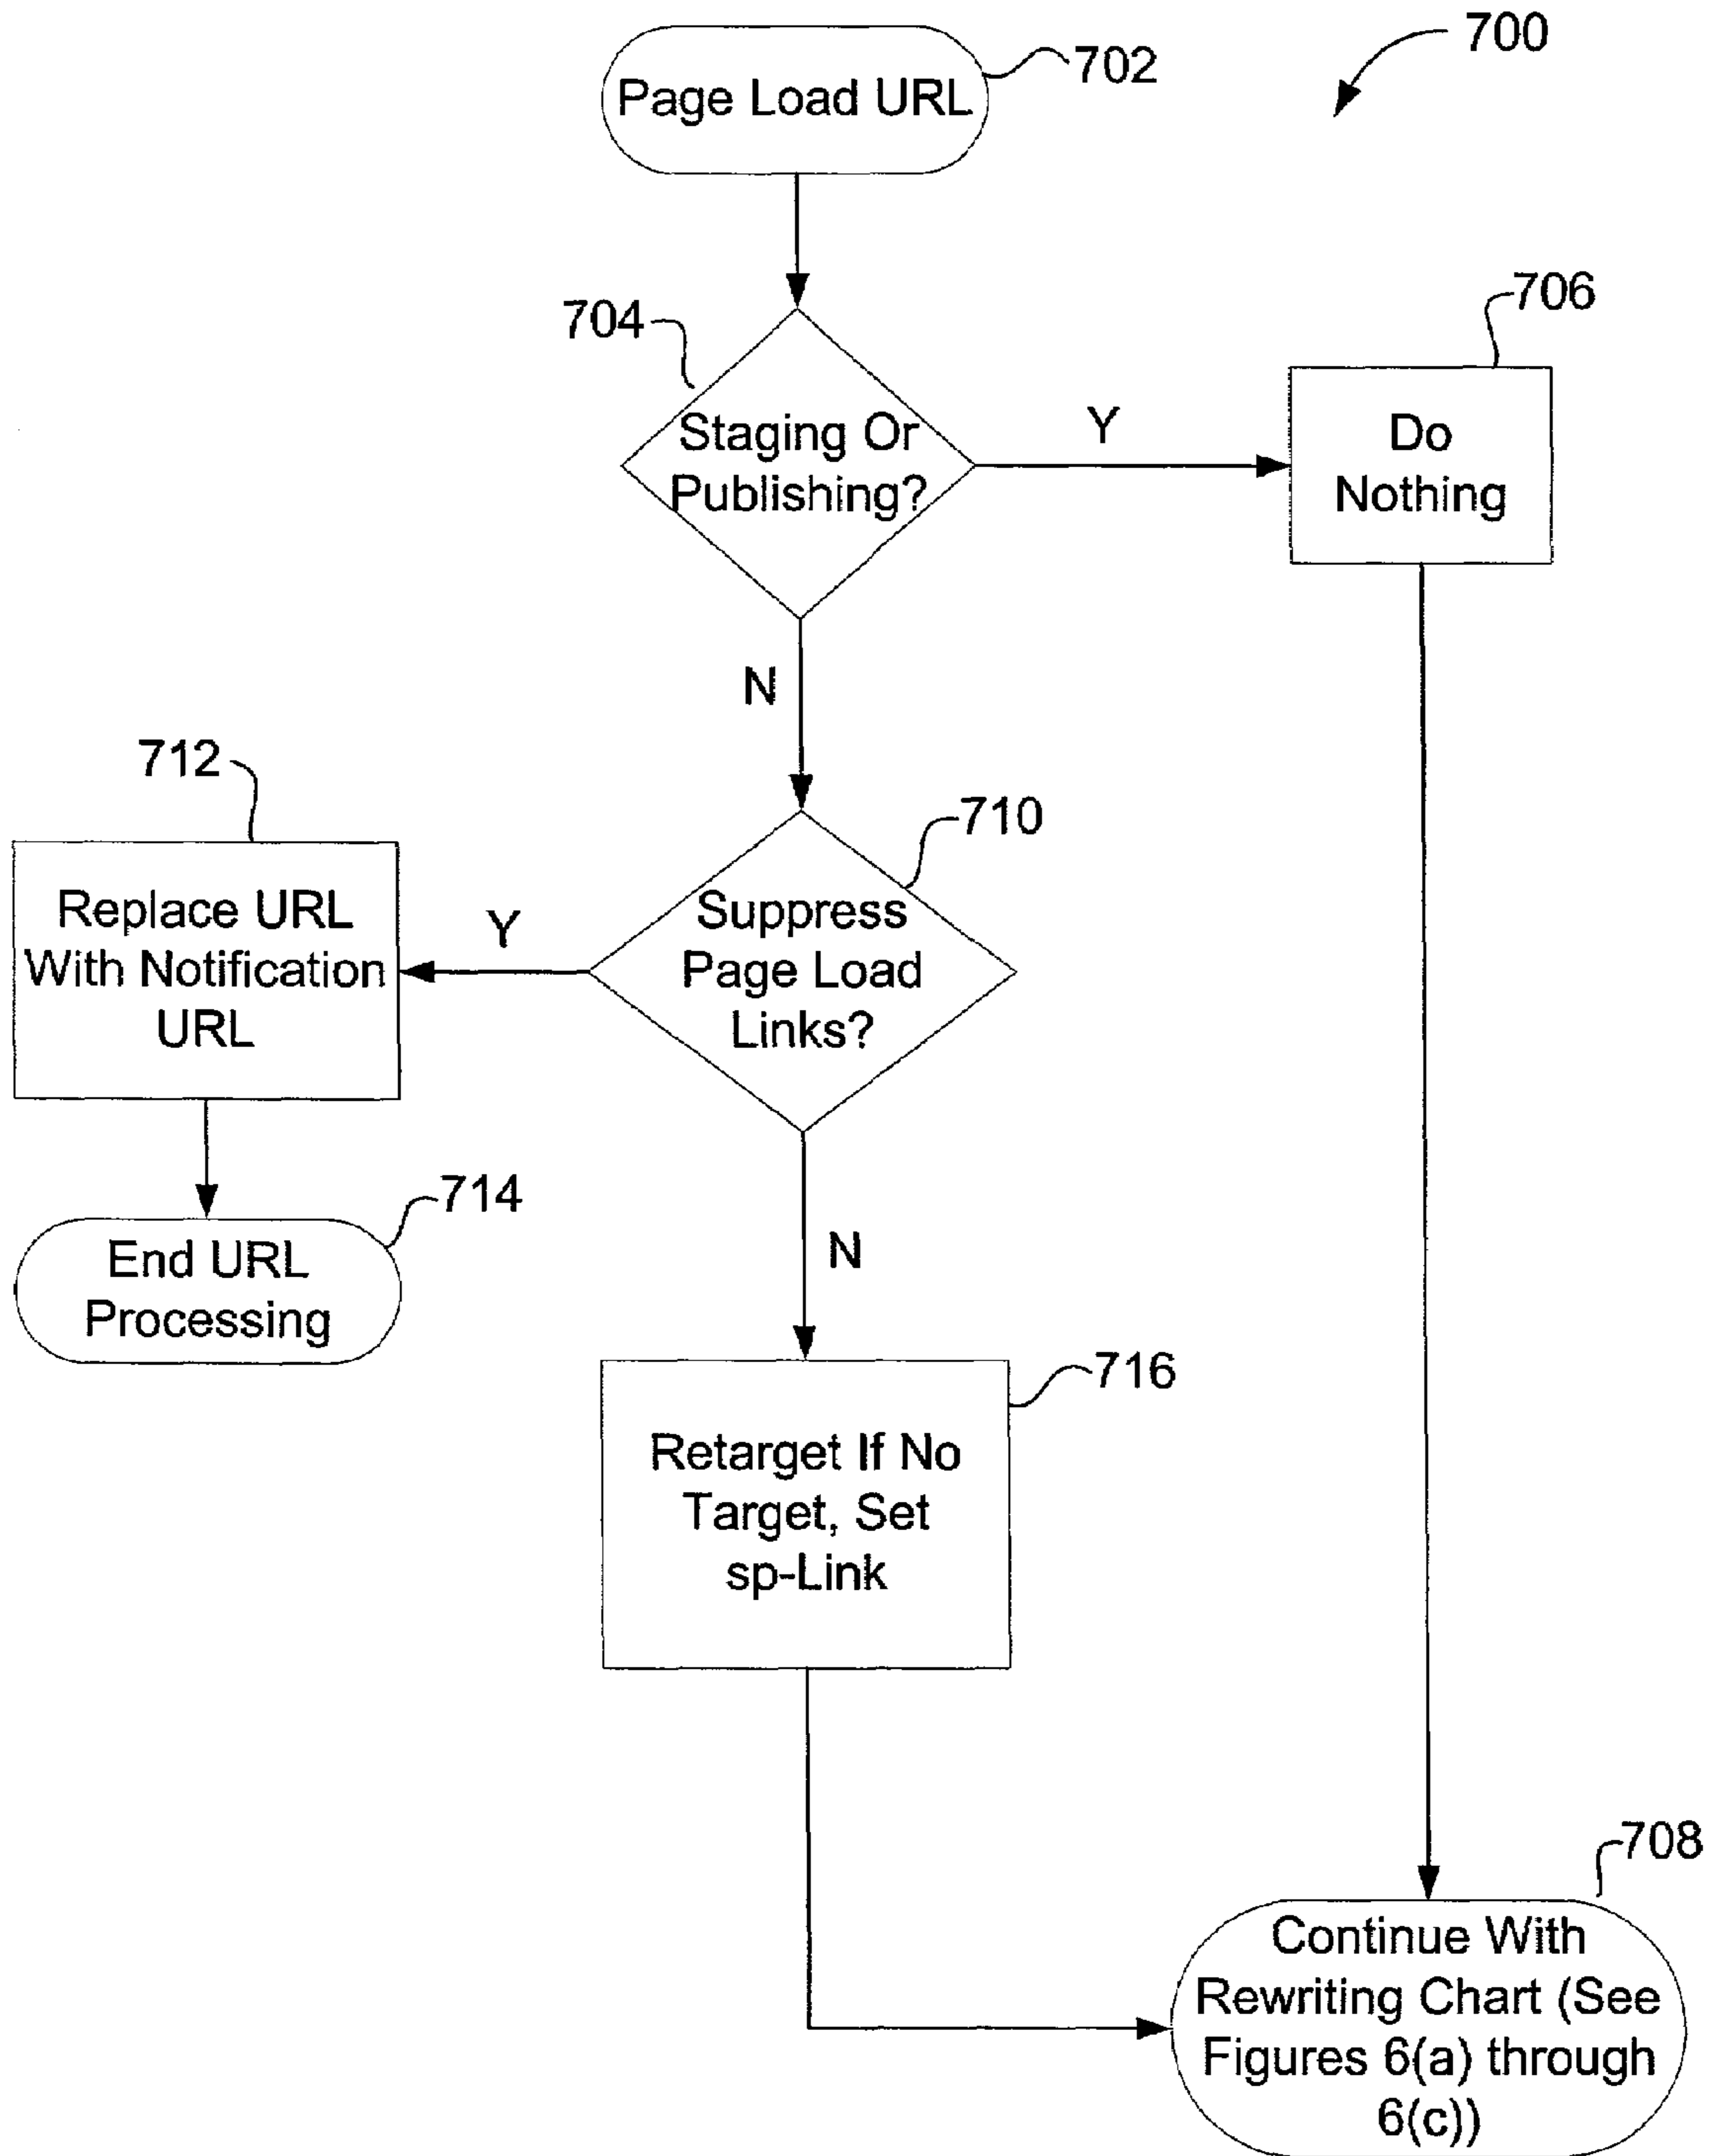 700
702
Page Load URL
704
Staging Or
Publishing?
Y
706
Do
Nothing
N
710
Suppress
Page Load
Links?
Y
712
Replace URL
With Notification
URL
714
End URL
Processing
N
716
Retarget If No
Target, Set
sp-Link
708
Continue With
Rewriting Chart (See
Figures 6(a) through
6(c))